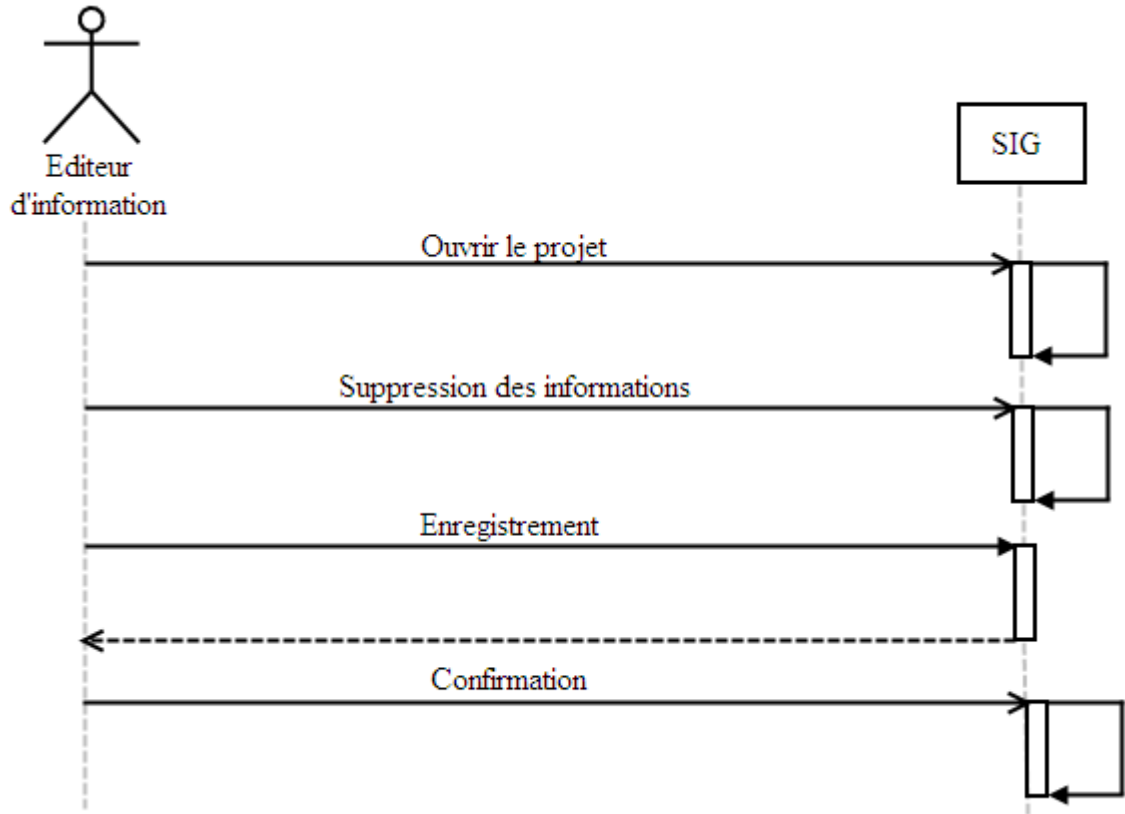 Editeur
d'information
SIG
Ouvrir le projet
Suppression des informations
Enregistrement
Confirmation